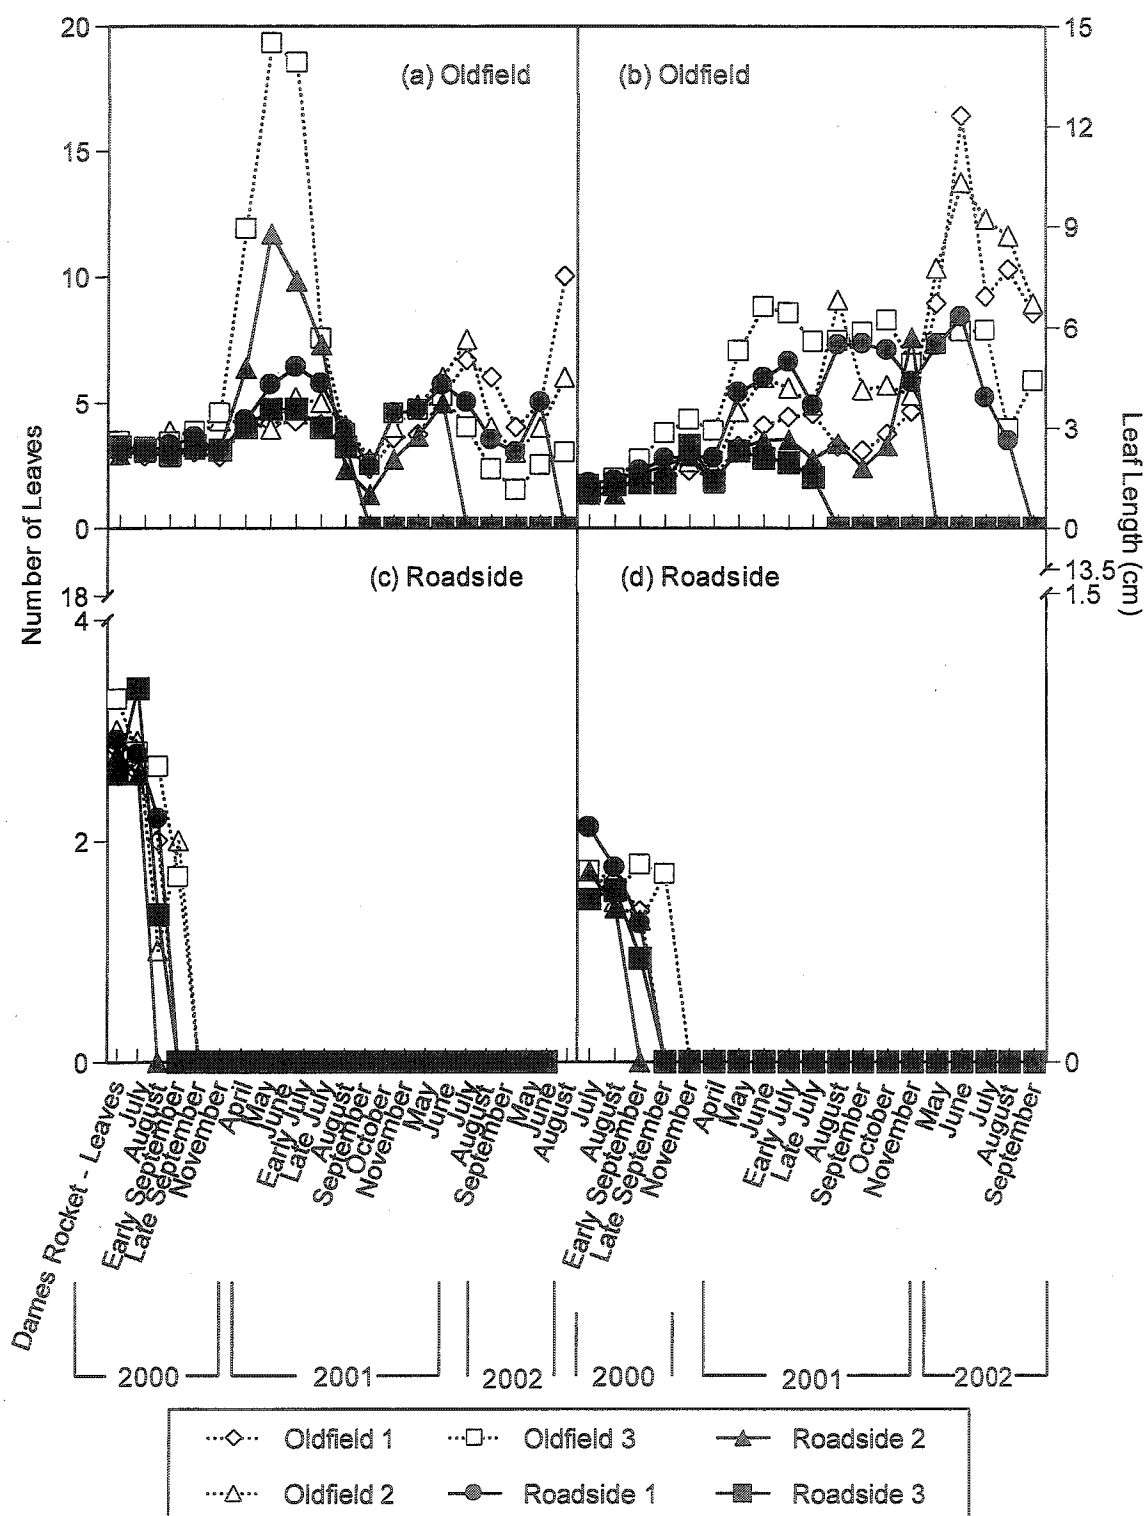 20
15
10
5
0
18
4
2
0
Number of Leaves
(a) Oldfield
(b) Oldfield
(c) Roadside
(d) Roadside
15
12
9
6
3
0
13.5
1.5
0
Leaf Length (cm)
Dames Rocket - Leaves
July
August
Early September
Late September
November
April
May
June
Early July
Late July
August
September
October
November
May
June
July
August
September
May
June
August
July
August
Early September
Late September
November
April
May
June
Early July
Late July
August
September
October
November
May
June
July
August
September
2000
2001
2002
2000
2001
2002
Oldfield 1
Oldfield 3
Roadside 2
Oldfield 2
Roadside 1
Roadside 3